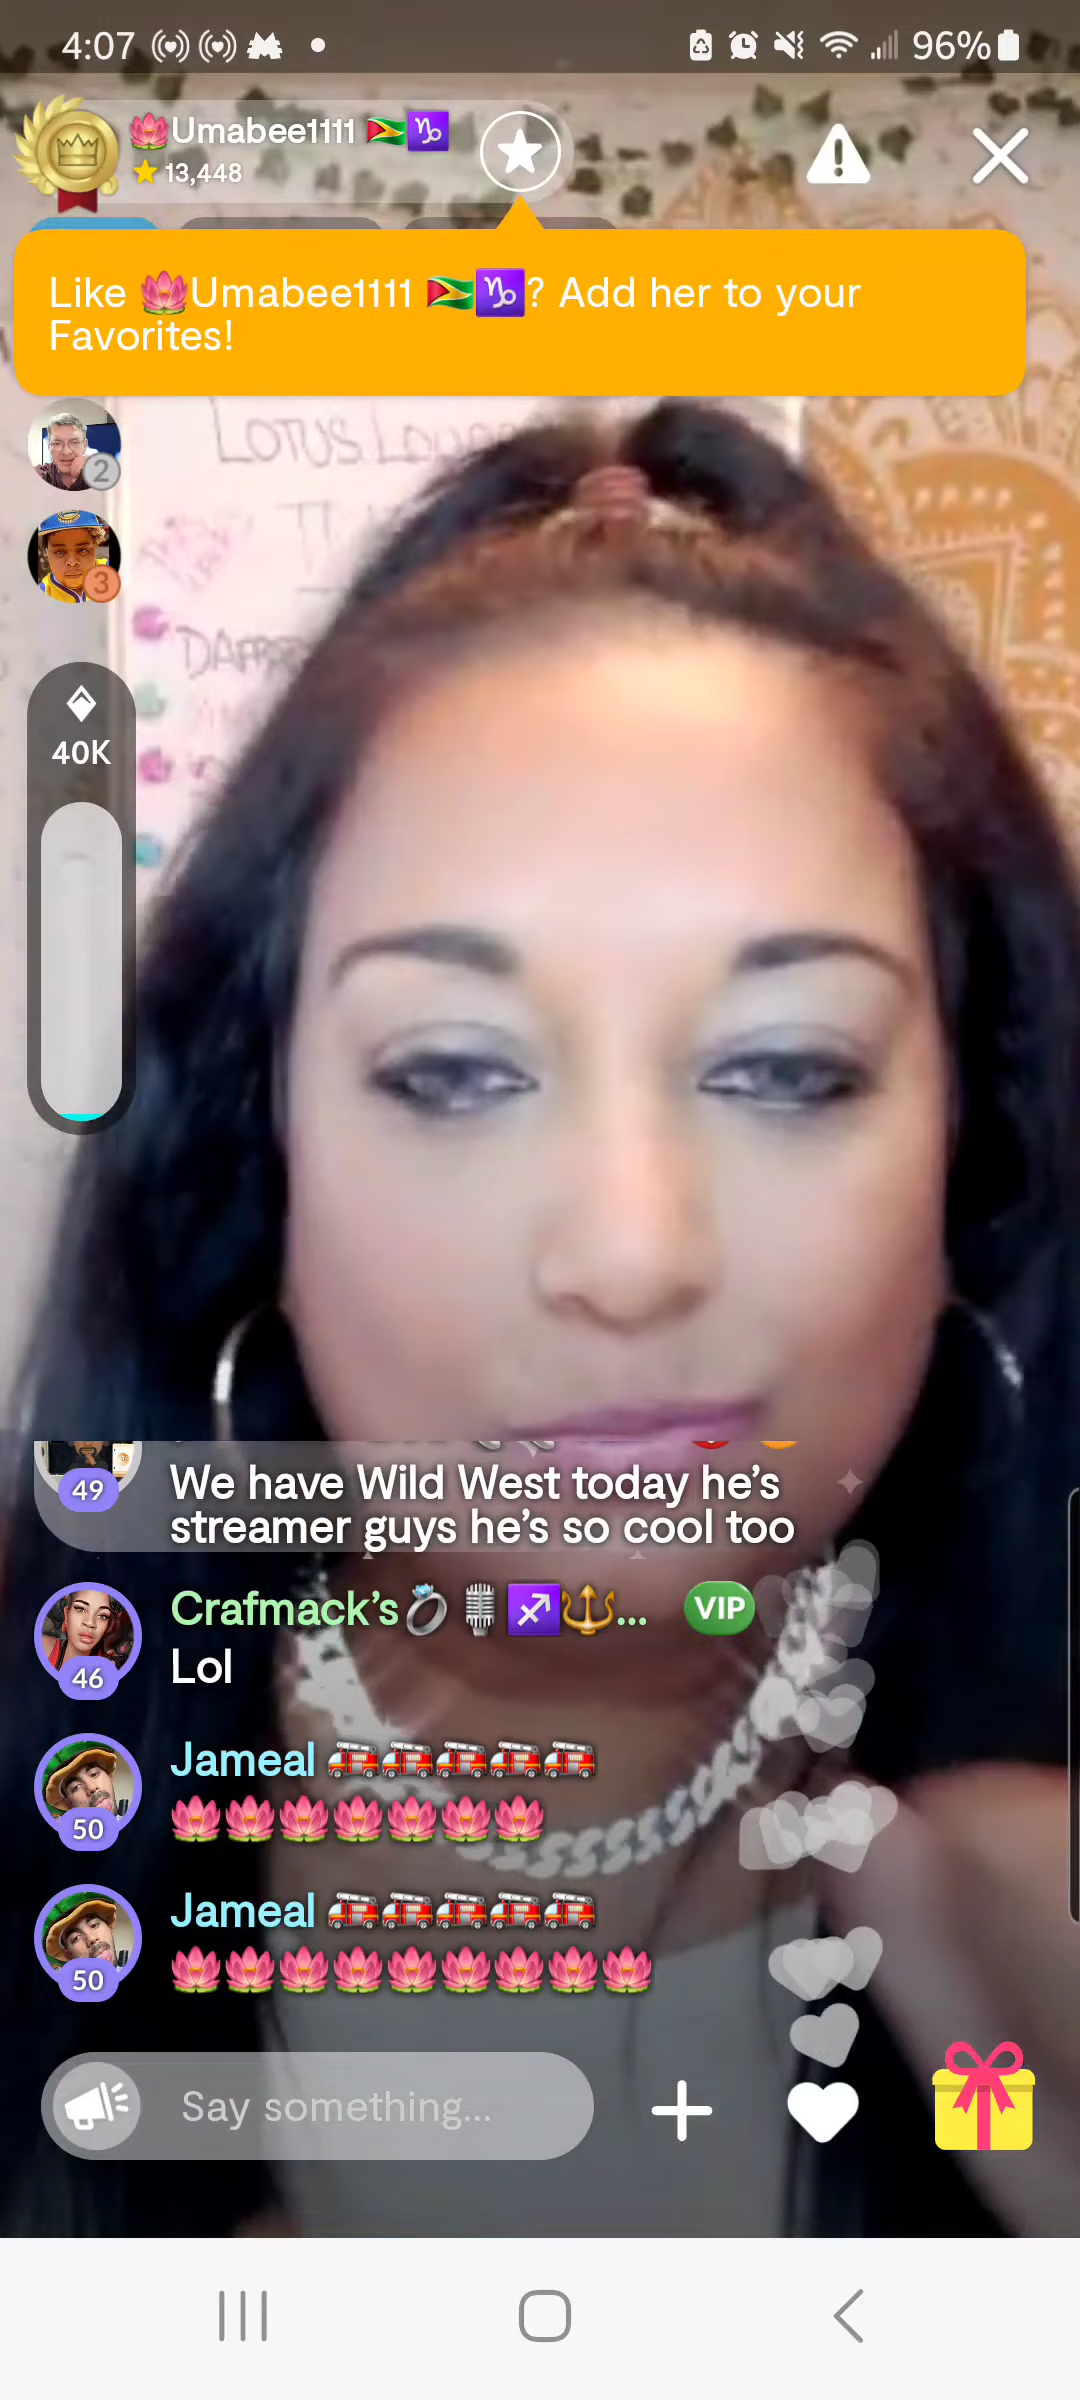 4:07 96%
🪷Umabee1111 🇬🇾♑
⭐ 13,448
Like 🪷Umabee1111 🇬🇾♑? Add her to your
Favorites!
LOTUS
2
3
40K
We have Wild West today he's
streamer guys he's so cool too
49
Crafmack's💍🎙️♐🔱... VIP
Lol
46
Jameal 🚒🚒🚒🚒🚒
🪷🪷🪷🪷🪷🪷🪷
50
Jameal 🚒🚒🚒🚒🚒
🪷🪷🪷🪷🪷🪷🪷🪷🪷
50
Say something...